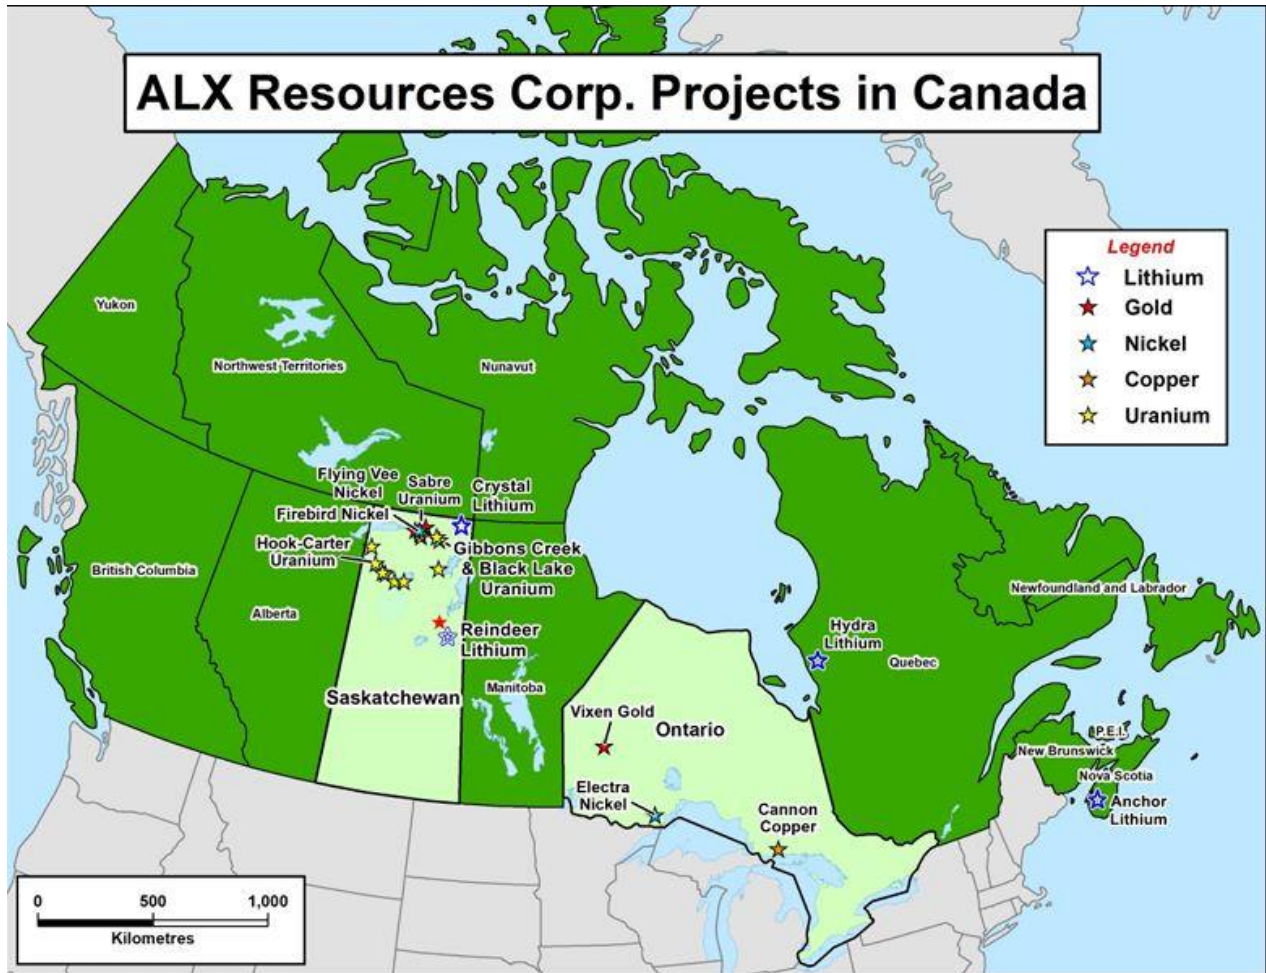 ALX Resources Corp. Projects in Canada
Legend
Lithium
Gold
Nickel
Copper
Uranium
Yukon
Northwest Territories
Nunavut
Flying Vee
Nickel
Sabre
Uranium
Crystal
Lithium
Firebird Nickel
Hook-Carter
Uranium
Gibbons Creek
& Black Lake
Uranium
British Columbia
Alberta
Newfoundland and Labrador
Reindeer
Lithium
Hydra
Lithium
Quebec
Saskatchewan
Manitoba
Vixen Gold
Ontario
P.E.I.
New Brunswick
Nova Scotia
Electra
Nickel
Cannon
Copper
Anchor
Lithium
0 500 1,000
Kilometres